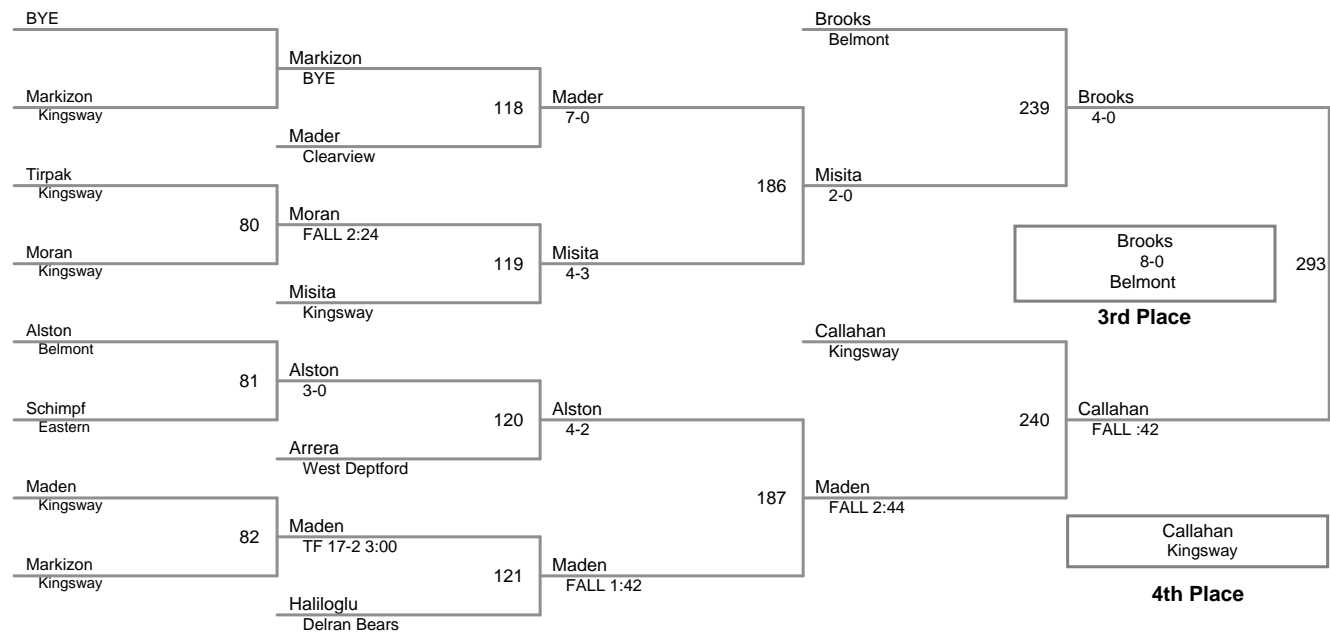 BYE
Markizon
Kingsway
Tirpak
Kingsway
80
Moran
Kingsway
Alston
Belmont
81
Schimpf
Eastern
Maden
Kingsway
82
Markizon
Kingsway
Markizon
BYE
118
Mader
Clearview
Moran
FALL 2:24
119
Misita
Kingsway
Alston
3-0
120
Arrera
West Deptford
Maden
TF 17-2 3:00
121
Haliloglu
Delran Bears
Mader
7-0
186
Misita
4-3
Alston
4-2
187
Maden
FALL 1:42
Brooks
Belmont
239
Misita
2-0
Callahan
Kingsway
240
Maden
FALL 2:44
Brooks
4-0
293
Callahan
FALL :42
Brooks
8-0
Belmont
3rd Place
Callahan
Kingsway
4th Place